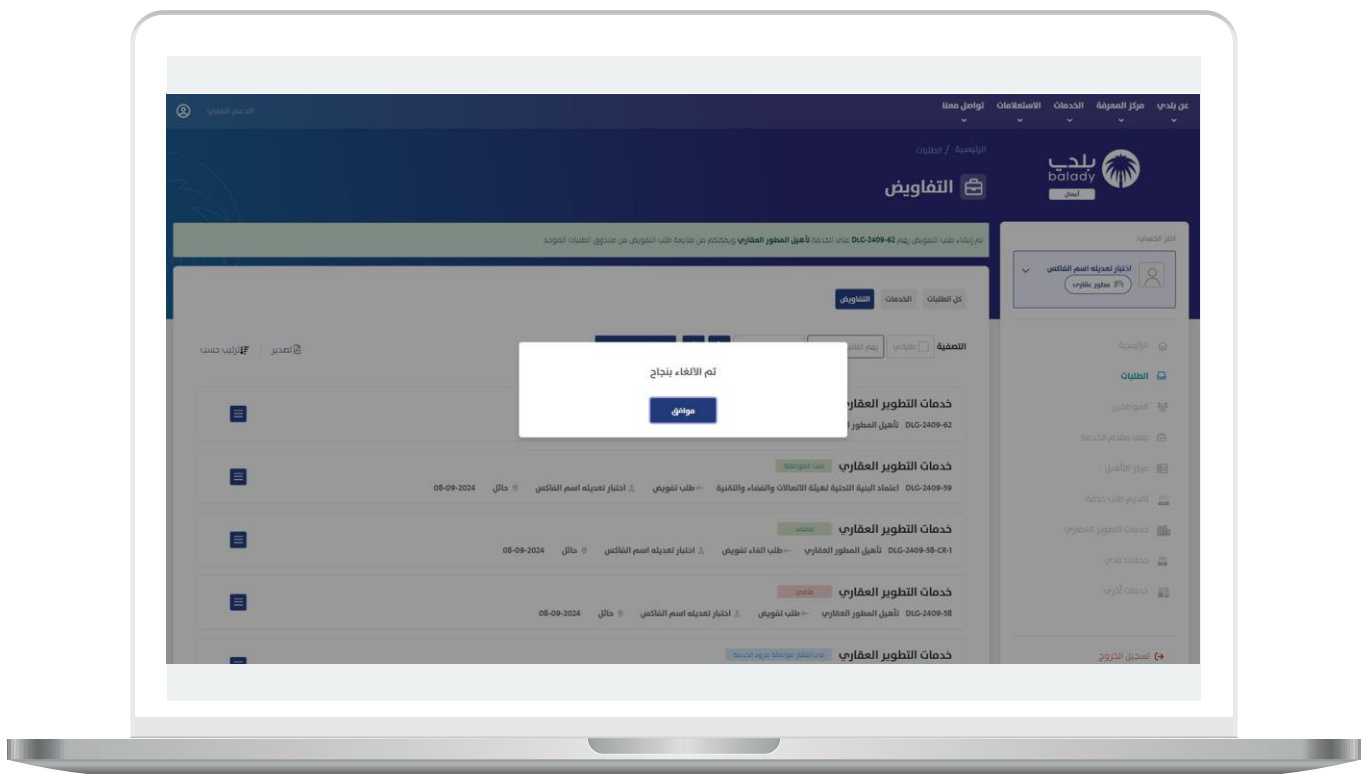 عن بلدي مركز المعرفة الخدمات الاستعلامات تواصل معنا
الدعم الفني
الرئيسية / الطلبات
بلدي
balady
أعمال
التفاويض
تم إنشاء طلب التفويض رقم DLG-2409-62 على الخدمة تأهيل المطور العقاري ويمكنكم من متابعة طلب التفويض من صندوق الطلبات الموحد
اختر الحساب
اختبار تعديله اسم الفاكس
مطور عقاري
كل الطلبات الخدمات التفاويض
التصفية طلباتي رقم الطلب
تصدير ترتيب حسب
تم الالغاء بنجاح
موافق
خدمات التطوير العقاري
DLG-2409-62 تأهيل المطور
خدمات التطوير العقاري تمت الموافقة
DLG-2409-59 اعتماد البنية التحتية لهيئة الاتصالات والفضاء والتقنية طلب تفويض اختبار تعديله اسم الفاكس حائل 08-09-2024
خدمات التطوير العقاري
DLG-2409-58-CR-1 تأهيل المطور العقاري طلب الغاء تفويض اختبار تعديله اسم الفاكس حائل 08-09-2024
خدمات التطوير العقاري ملغي
DLG-2409-58 تأهيل المطور العقاري طلب تفويض اختبار تعديله اسم الفاكس حائل 08-09-2024
خدمات التطوير العقاري في انتظار موافقة مزود الخدمة
الرئيسية
الطلبات
الموظفين
ملف مقدم الخدمة
مركز التأهيل
تقديم طلب خدمة
خدمات التطوير العقاري
خدمات بلدي
خدمات أخرى
تسجيل الخروج